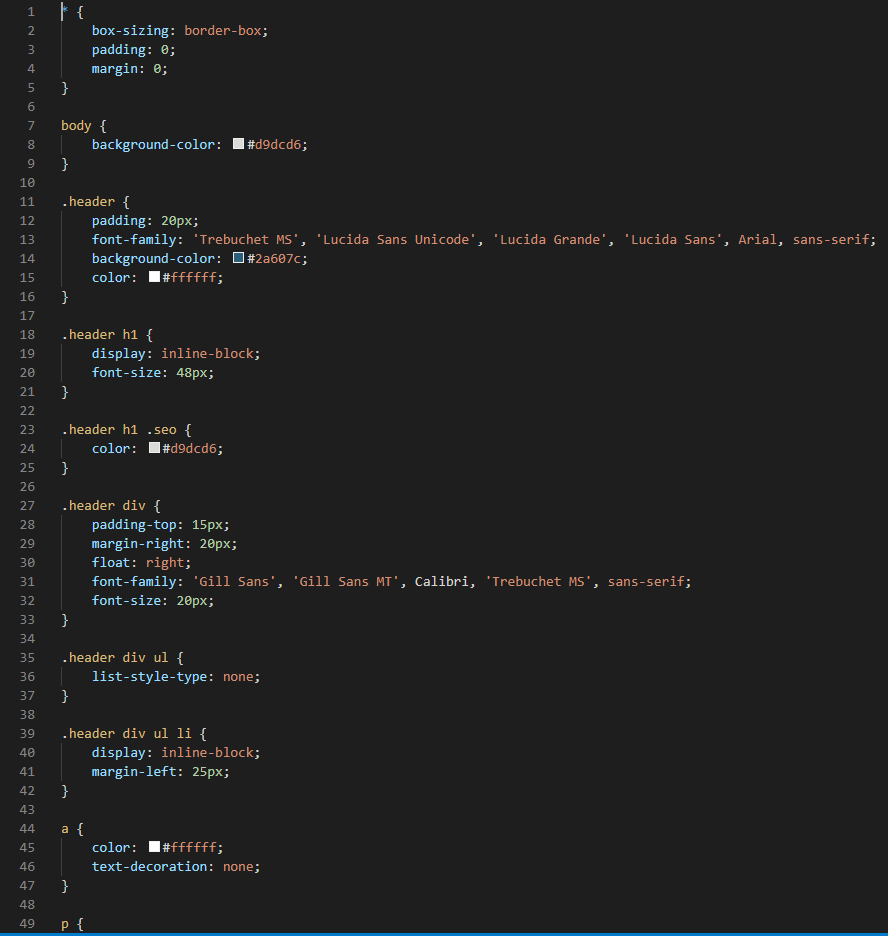 1 * {
2     box-sizing: border-box;
3     padding: 0;
4     margin: 0;
5 }
6
7 body {
8     background-color: #d9dcd6;
9 }
10
11 .header {
12     padding: 20px;
13     font-family: 'Trebuchet MS', 'Lucida Sans Unicode', 'Lucida Grande', 'Lucida Sans', Arial, sans-serif;
14     background-color: #2a607c;
15     color: #ffffff;
16 }
17
18 .header h1 {
19     display: inline-block;
20     font-size: 48px;
21 }
22
23 .header h1 .seo {
24     color: #d9dcd6;
25 }
26
27 .header div {
28     padding-top: 15px;
29     margin-right: 20px;
30     float: right;
31     font-family: 'Gill Sans', 'Gill Sans MT', Calibri, 'Trebuchet MS', sans-serif;
32     font-size: 20px;
33 }
34
35 .header div ul {
36     list-style-type: none;
37 }
38
39 .header div ul li {
40     display: inline-block;
41     margin-left: 25px;
42 }
43
44 a {
45     color: #ffffff;
46     text-decoration: none;
47 }
48
49 p {